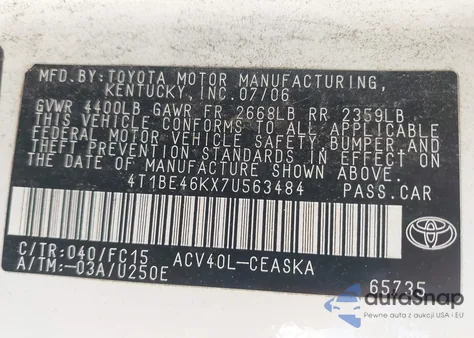 MFD.BY:TOYOTA MOTOR MANUFACTURING,
KENTUCKY, INC.07/06
GVWR 4400LB GAWR FR 2668LB RR 2359LB
THIS VEHICLE CONFORMS TO ALL APPLICABLE
FEDERAL MOTOR VEHICLE SAFETY, BUMPER,AND
THEFT PREVENTION STANDARDS IN EFFECT ON
THE DATE OF MANUFACTURE SHOWN ABOVE.
4T1BE46KX7U563484 PASS.CAR
C/TR:040/FC15 ACV40L-CEASKA
A/TM:-03A/U250E 65735
autaSnap
Pewne auta z USA i EU